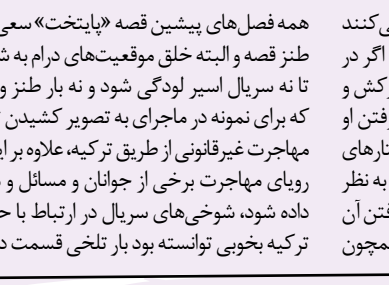 ی‌کنند
اگر در
کش و
فتن او
تارهای
به نظر
فتن آن
مچون
همه فصل‌های پیشین قصه «پایتخت» سعی
طنز قصه و البته خلق موقعیت‌های درام به ش
تا نه سریال اسیر لودگی شود و نه بار طنز و
که برای نمونه در ماجرای به تصویر کشیدن
مهاجرت غیرقانونی از طریق ترکیه، علاوه بر ای
رویای مهاجرت برخی از جوانان و مسائل و
داده شود، شوخی‌های سریال در ارتباط با ح
ترکیه بخوبی توانسته بود بار تلخی قسمت د